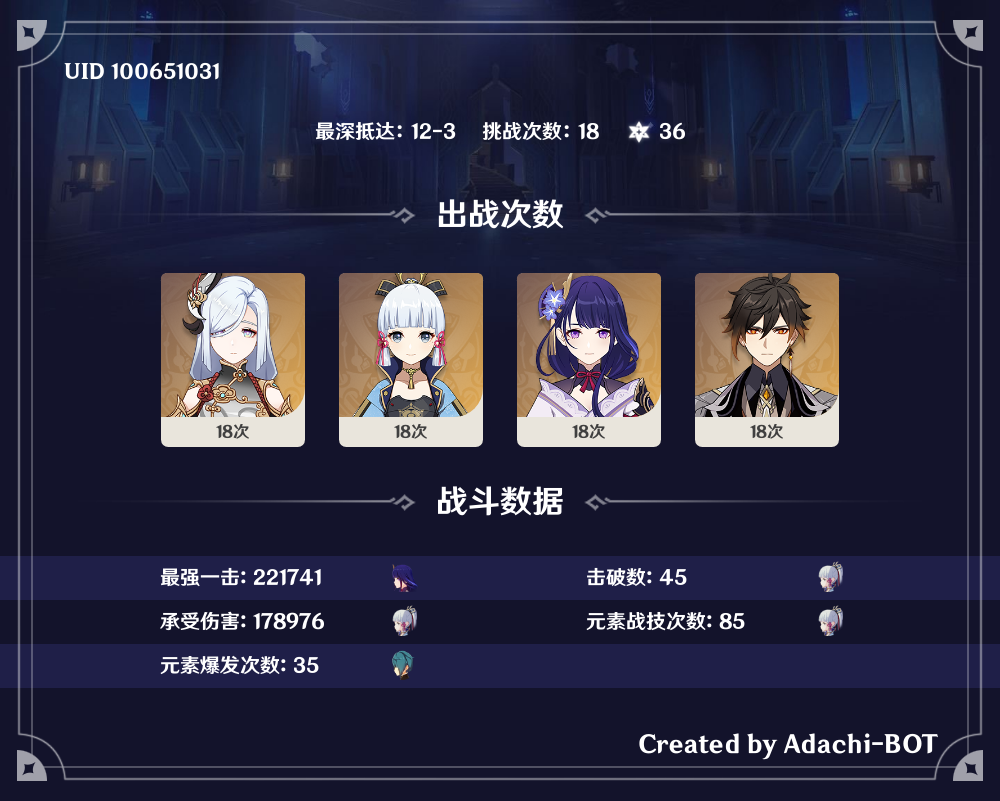 UID 100651031
最深抵达: 12-3 挑战次数: 18 36
出战次数
18次 18次 18次 18次
战斗数据
最强一击: 221741 击破数: 45
承受伤害: 178976 元素战技次数: 85
元素爆发次数: 35
Created by Adachi-BOT